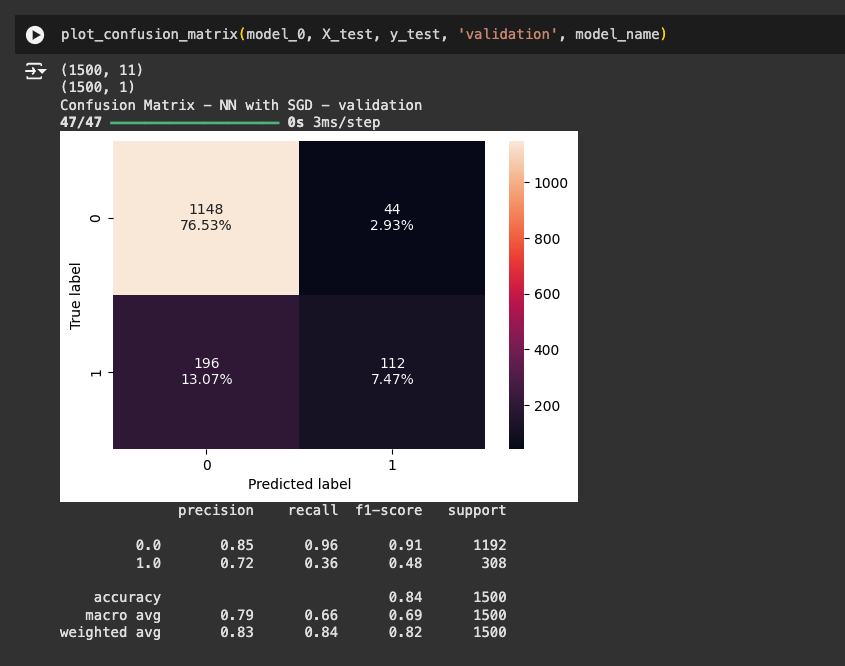 plot_confusion_matrix(model_0, X_test, y_test, 'validation', model_name)
(1500, 11)
(1500, 1)
Confusion Matrix - NN with SGD - validation
47/47 ━━━━━━━━━━━━━━━━━━━━ 0s 3ms/step
1148
76.53%
44
2.93%
196
13.07%
112
7.47%
0
1
True label
0
1
Predicted label
1000
800
600
400
200
precision recall f1-score support
0.0 0.85 0.96 0.91 1192
1.0 0.72 0.36 0.48 308
accuracy 0.84 1500
macro avg 0.79 0.66 0.69 1500
weighted avg 0.83 0.84 0.82 1500